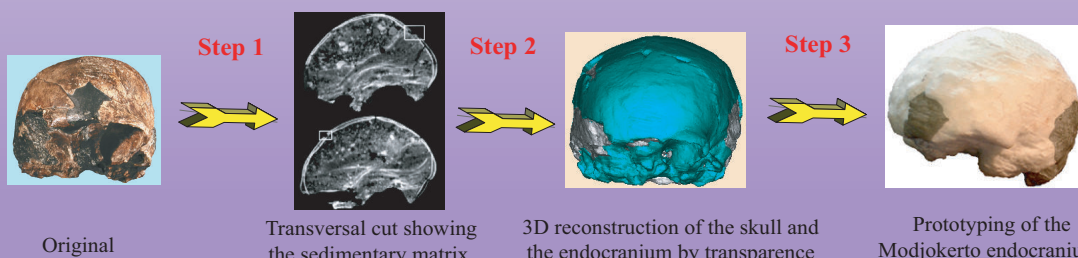 Step 1
Step 2
Step 3
Original
Transversal cut showing
the sedimentary matrix
3D reconstruction of the skull and
the endocranium by transparence
Prototyping of the
Modjokerto